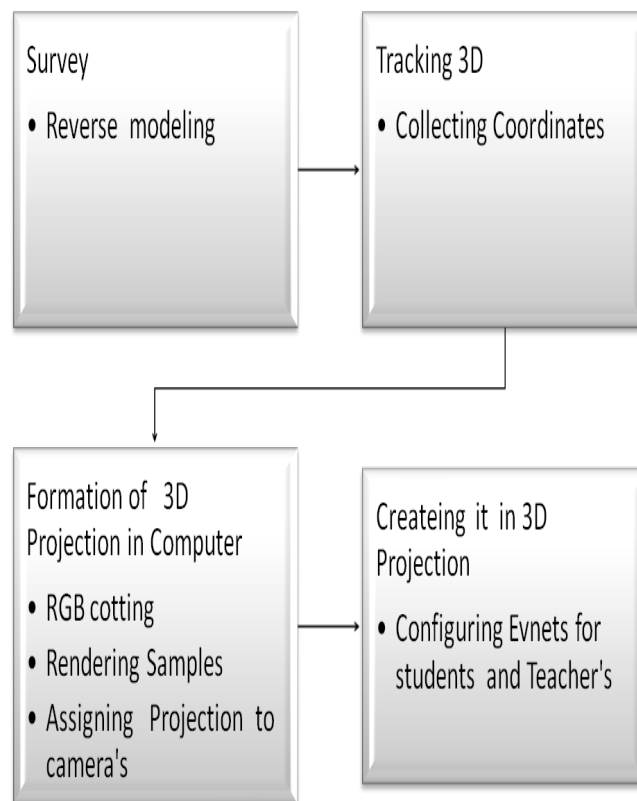 Survey
• Reverse modeling
Tracking 3D
• Collecting Coordinates
Formation of 3D
Projection in Computer
• RGB cotting
• Rendering Samples
• Assigning Projection to
camera's
Createing it in 3D
Projection
• Configuring Evnets for
students and Teacher's